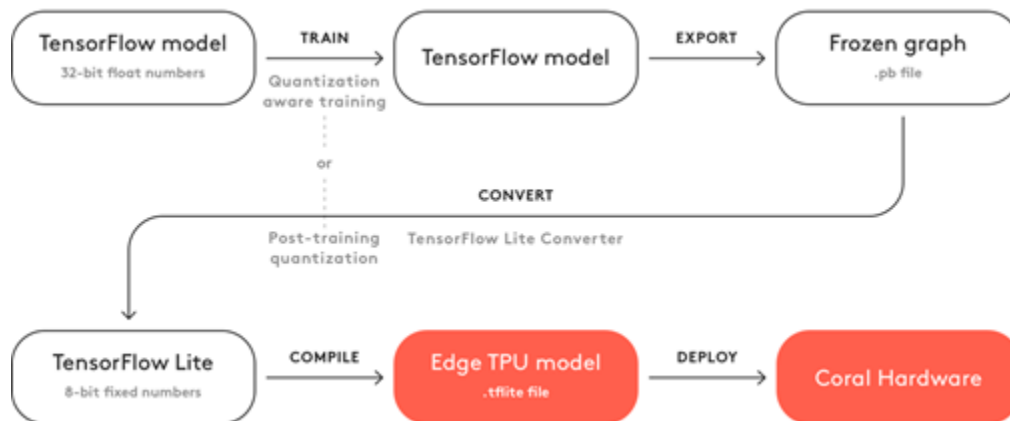 TensorFlow model
32-bit float numbers
TRAIN
Quantization
aware training
TensorFlow model
EXPORT
Frozen graph
.pb file
or
CONVERT
Post-training
quantization
TensorFlow Lite Converter
TensorFlow Lite
8-bit fixed numbers
COMPILE
Edge TPU model
.tflite file
DEPLOY
Coral Hardware